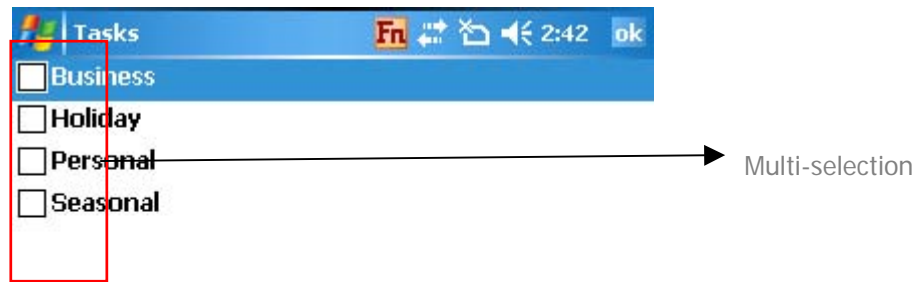 Tasks Fn 2:42 ok
Business
Holiday
Personal
Multi-selection
Seasonal